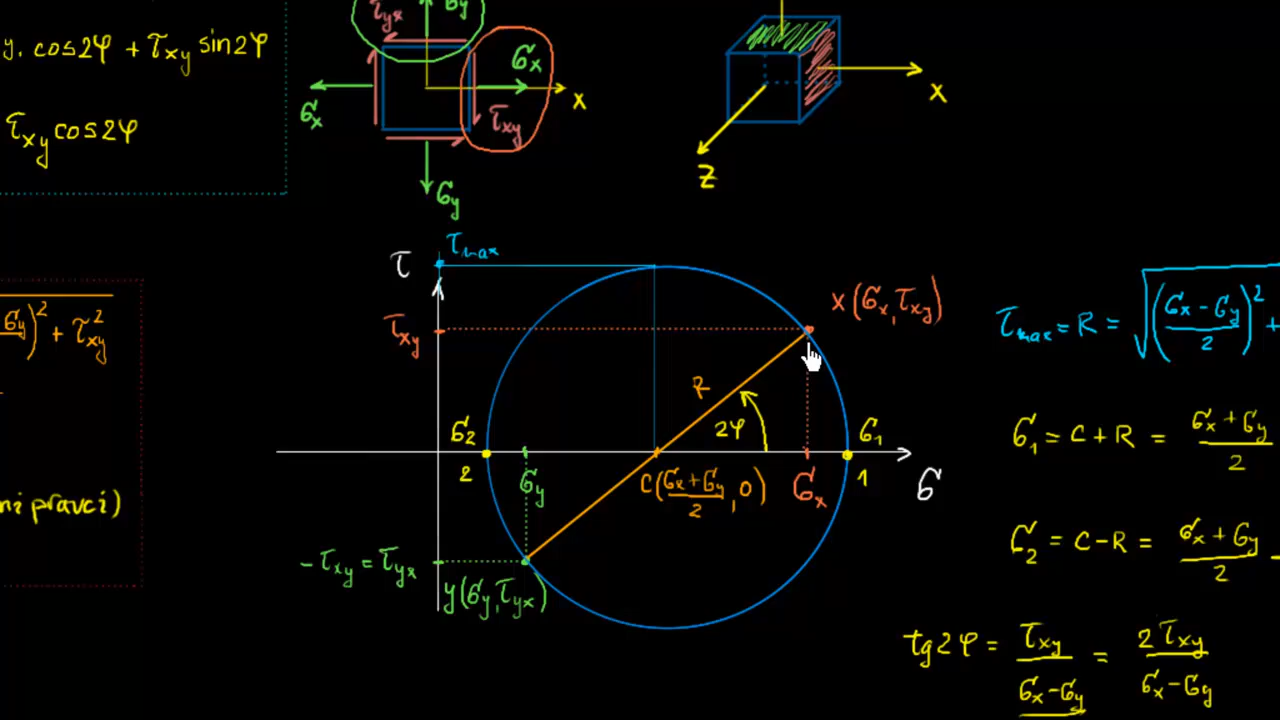 y. cos2φ + τxy sin2φ
τxy cos2φ
τyx
σy
σx
x
σx
τxy
σy
x
z
τ
τmax
τxy
x(σx, τxy)
R
2φ
σ2
2
σy
C((σx+σy)/2, 0)
σx
σ1
1
σ
-τxy = τyx
y(σy, τyx)
σy)² + τ²xy
ni pravci)
τmax = R = √((σx - σy)/2)² +
σ1 = C + R = (σx + σy)/2
σ2 = C - R = (σx + σy)/2 -
tg2φ = τxy/(σx - σy) = 2τxy/(σx - σy)